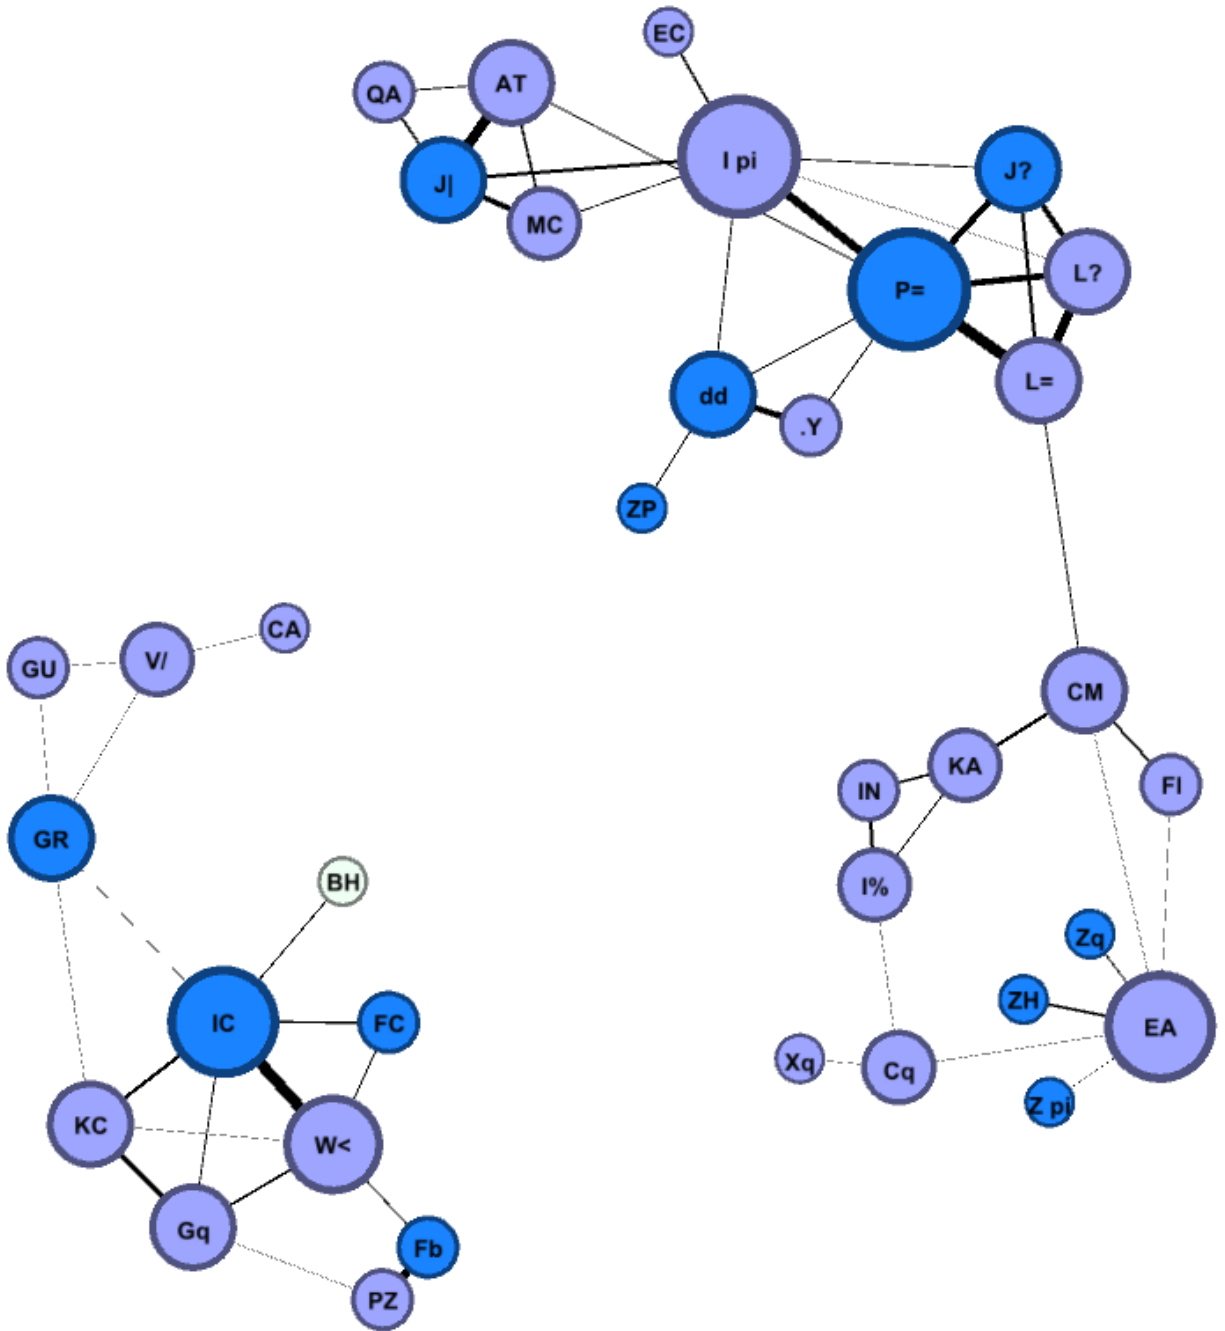 EC
AT
QA
I pi
J?
J|
MC
L?
P=
L=
dd
.Y
ZP
CA
V/
GU
CM
KA
FI
IN
GR
I%
BH
Zq
ZH
IC
FC
EA
Xq
Cq
Z pi
KC
W<
Gq
Fb
PZ